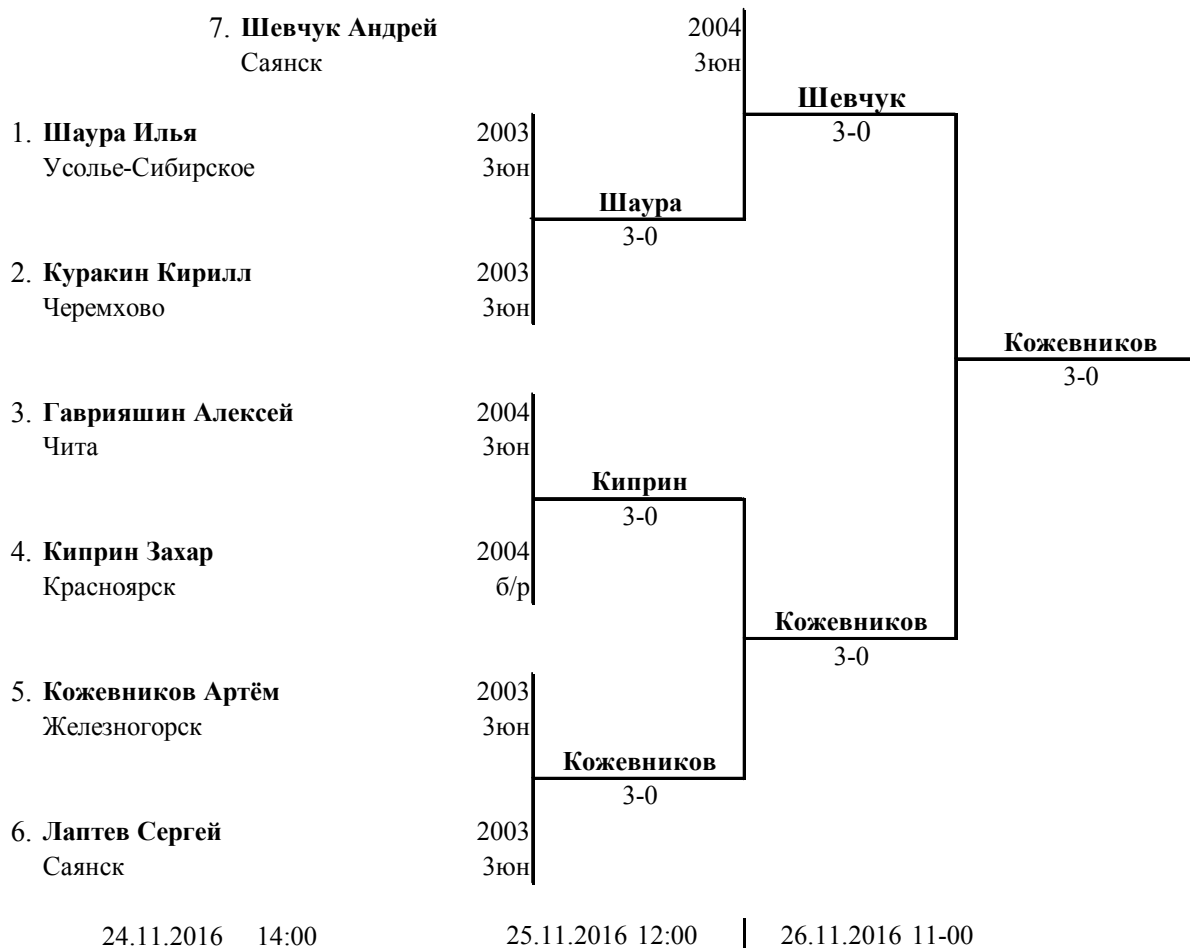 7. Шевчук Андрей 2004
Саянск 3юн
Шевчук
3-0
1. Шаура Илья 2003
Усолье-Сибирское 3юн
Шаура
3-0
2. Куракин Кирилл 2003
Черемхово 3юн
Кожевников
3-0
3. Гаврияшин Алексей 2004
Чита 3юн
Киприн
3-0
4. Киприн Захар 2004
Красноярск б/р
Кожевников
3-0
5. Кожевников Артём 2003
Железногорск 3юн
Кожевников
3-0
6. Лаптев Сергей 2003
Саянск 3юн
24.11.2016 14:00 25.11.2016 12:00 26.11.2016 11-00